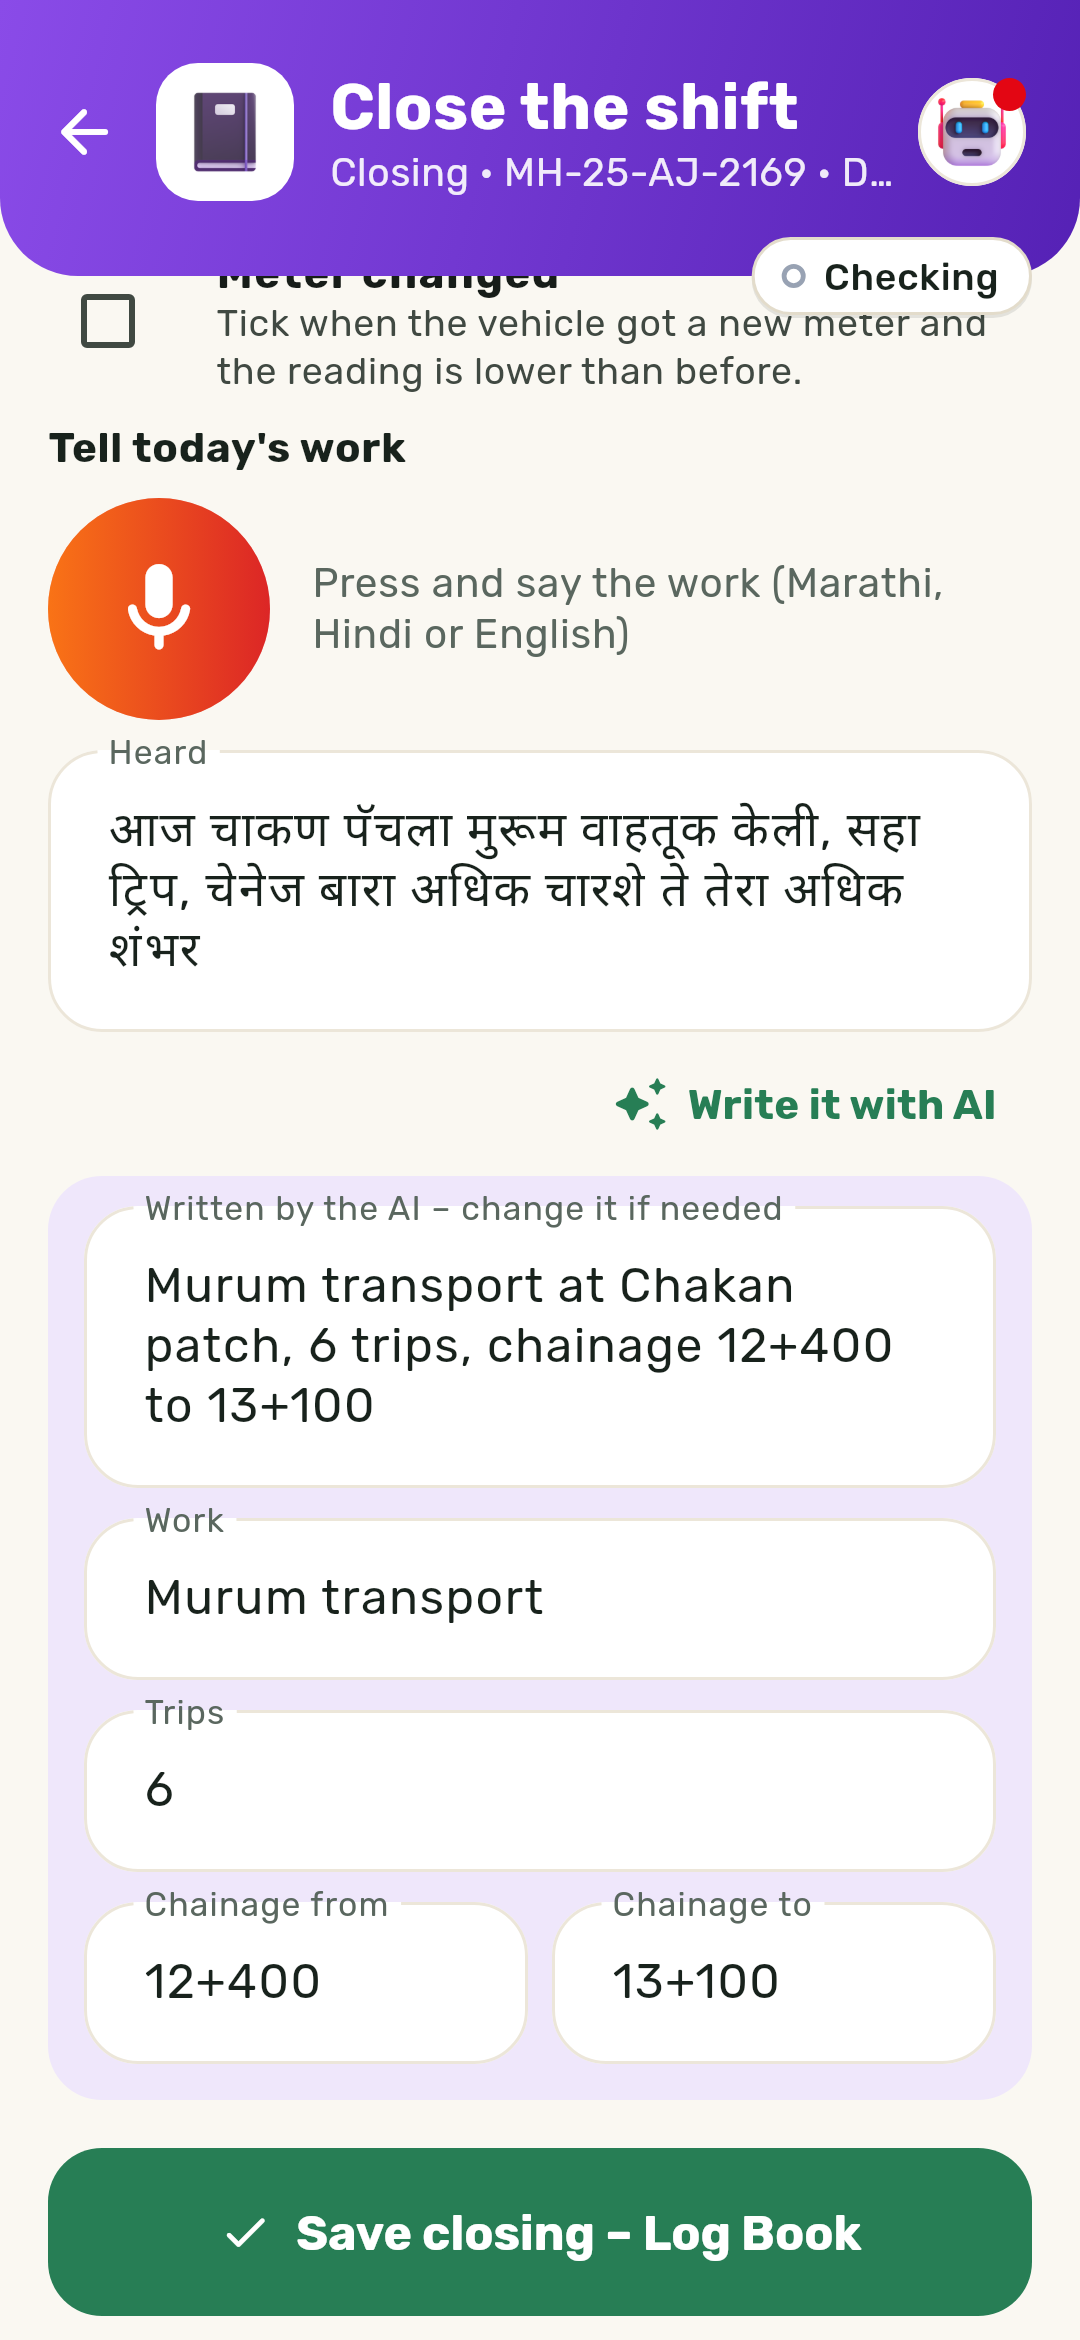 Close the shift
Closing • MH-25-AJ-2169 • D...
Checking
Meter changed
Tick when the vehicle got a new meter and
the reading is lower than before.
Tell today's work
Press and say the work (Marathi,
Hindi or English)
Heard
आज चाकण पॅचला मुरूम वाहतूक केली, सहा
ट्रिप, चेनेज बारा अधिक चारशे ते तेरा अधिक
शंभर
Write it with AI
Written by the AI – change it if needed
Murum transport at Chakan
patch, 6 trips, chainage 12+400
to 13+100
Work
Murum transport
Trips
6
Chainage from
12+400
Chainage to
13+100
Save closing – Log Book